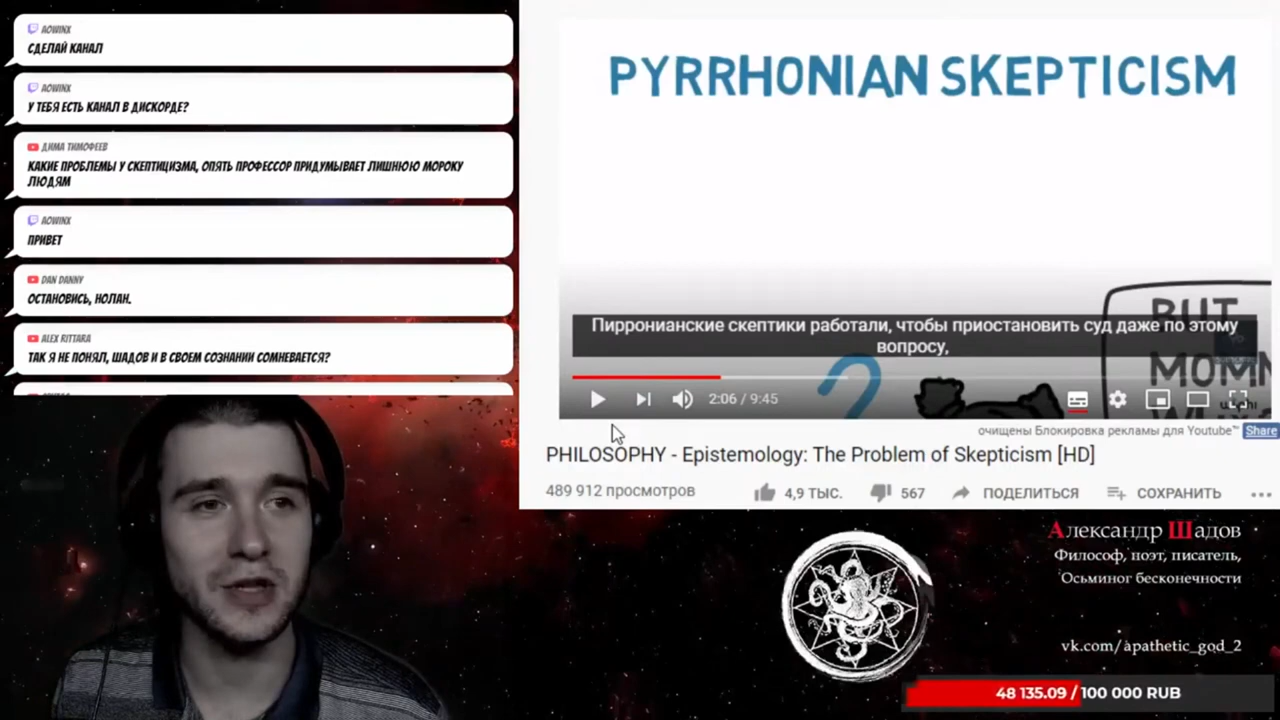 AOWINX
СДЕЛАЙ КАНАЛ
AOWINX
У ТЕБЯ ЕСТЬ КАНАЛ В ДИСКОРДЕ?
ДИМА ТИМОФЕЕВ
КАКИЕ ПРОБЛЕМЫ У СКЕПТИЦИЗМА, ОПЯТЬ ПРОФЕССОР ПРИДУМЫВАЕТ ЛИШНЮЮ МОРОКУ
ЛЮДЯМ
AOWINX
ПРИВЕТ
DAN DANNY
ОСТАНОВИСЬ, НОЛАН.
ALEX RITTARA
ТАК Я НЕ ПОНЯЛ, ШАДОВ И В СВОЕМ СОЗНАНИИ СОМНЕВАЕТСЯ?
PYRRHONIAN SKEPTICISM
BUT
MOMM
Пирронианские скептики работали, чтобы приостановить суд даже по этому
вопросу,
2:06 / 9:45
очищены Блокировка рекламы для Youtube™ Share
PHILOSOPHY - Epistemology: The Problem of Skepticism [HD]
489 912 просмотров
4,9 ТЫС. 567 ПОДЕЛИТЬСЯ СОХРАНИТЬ
Александр Шадов
Философ, поэт, писатель,
Осьминог бесконечности
vk.com/apathetic_god_2
48 135.09 / 100 000 RUB